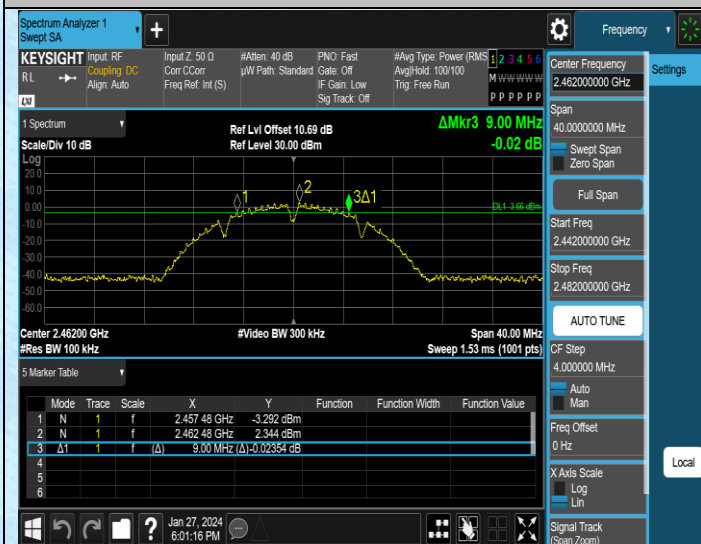 Spectrum Analyzer 1
Swept SA
Frequency
KEYSIGHT
RL
LXI
Input: RF
Coupling: DC
Align: Auto
Input Z: 50 Ω
Corr CCorr
Freq Ref: Int (S)
#Atten: 40 dB
µW Path: Standard
PNO: Fast
Gate: Off
IF Gain: Low
Sig Track: Off
#Avg Type: Power (RMS
Avg|Hold: 100/100
Trig: Free Run
1 2 3 4 5 6
M W W W W W
P P P P P P
Center Frequency
2.462000000 GHz
Settings
1 Spectrum
Scale/Div 10 dB
Ref Lvl Offset 10.69 dB
Ref Level 30.00 dBm
ΔMkr3 9.00 MHz
-0.02 dB
Log
20.0
10.0
0.00
-10.0
-20.0
-30.0
-40.0
-50.0
-60.0
1
2
3Δ1
DL1 -3.66 dBm
Center 2.46200 GHz
#Res BW 100 kHz
#Video BW 300 kHz
Span 40.00 MHz
Sweep 1.53 ms (1001 pts)
Span
40.0000000 MHz
Swept Span
Zero Span
Full Span
Start Freq
2.442000000 GHz
Stop Freq
2.482000000 GHz
AUTO TUNE
CF Step
4.000000 MHz
Auto
Man
Freq Offset
0 Hz
X Axis Scale
Log
Lin
Signal Track
(Span Zoom)
Local
5 Marker Table
Mode Trace Scale X Y Function Function Width Function Value
1 N 1 f 2.457 48 GHz -3.292 dBm
2 N 1 f 2.462 48 GHz 2.344 dBm
3 Δ1 1 f (Δ) 9.00 MHz (Δ)-0.02354 dB
4
5
6
Jan 27, 2024
6:01:16 PM